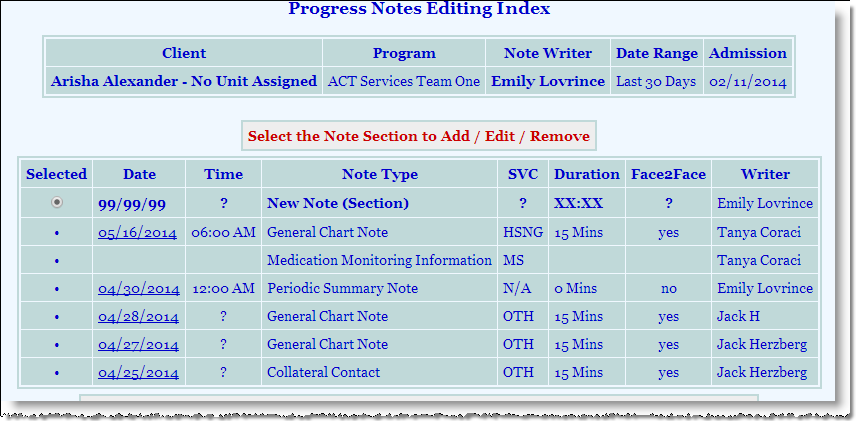 Progress Notes Editing Index
Client Program Note Writer Date Range Admission
Arisha Alexander - No Unit Assigned ACT Services Team One Emily Lovrince Last 30 Days 02/11/2014
Select the Note Section to Add / Edit / Remove
Selected Date Time Note Type SVC Duration Face2Face Writer
99/99/99 ? New Note (Section) ? XX:XX ? Emily Lovrince
• 05/16/2014 06:00 AM General Chart Note HSNG 15 Mins yes Tanya Coraci
• Medication Monitoring Information MS Tanya Coraci
• 04/30/2014 12:00 AM Periodic Summary Note N/A 0 Mins no Emily Lovrince
• 04/28/2014 ? General Chart Note OTH 15 Mins yes Jack H
• 04/27/2014 ? General Chart Note OTH 15 Mins yes Jack Herzberg
• 04/25/2014 ? Collateral Contact OTH 15 Mins yes Jack Herzberg